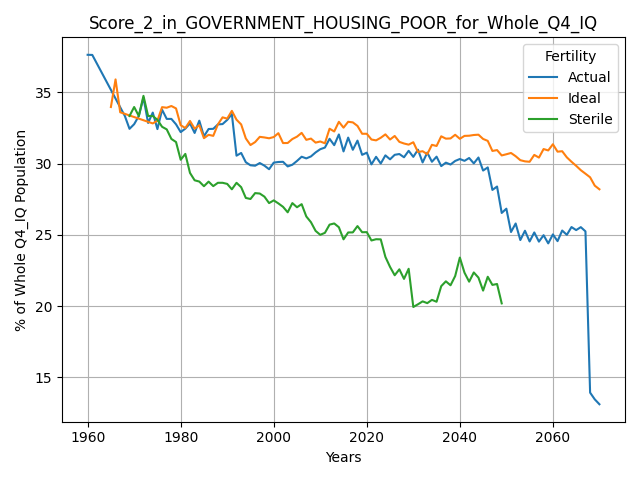 Score_2_in_GOVERNMENT_HOUSING_POOR_for_Whole_Q4_IQ
Fertility
Actual
Ideal
Sterile
% of Whole Q4_IQ Population
35
30
25
20
15
1960
1980
2000
2020
2040
2060
Years